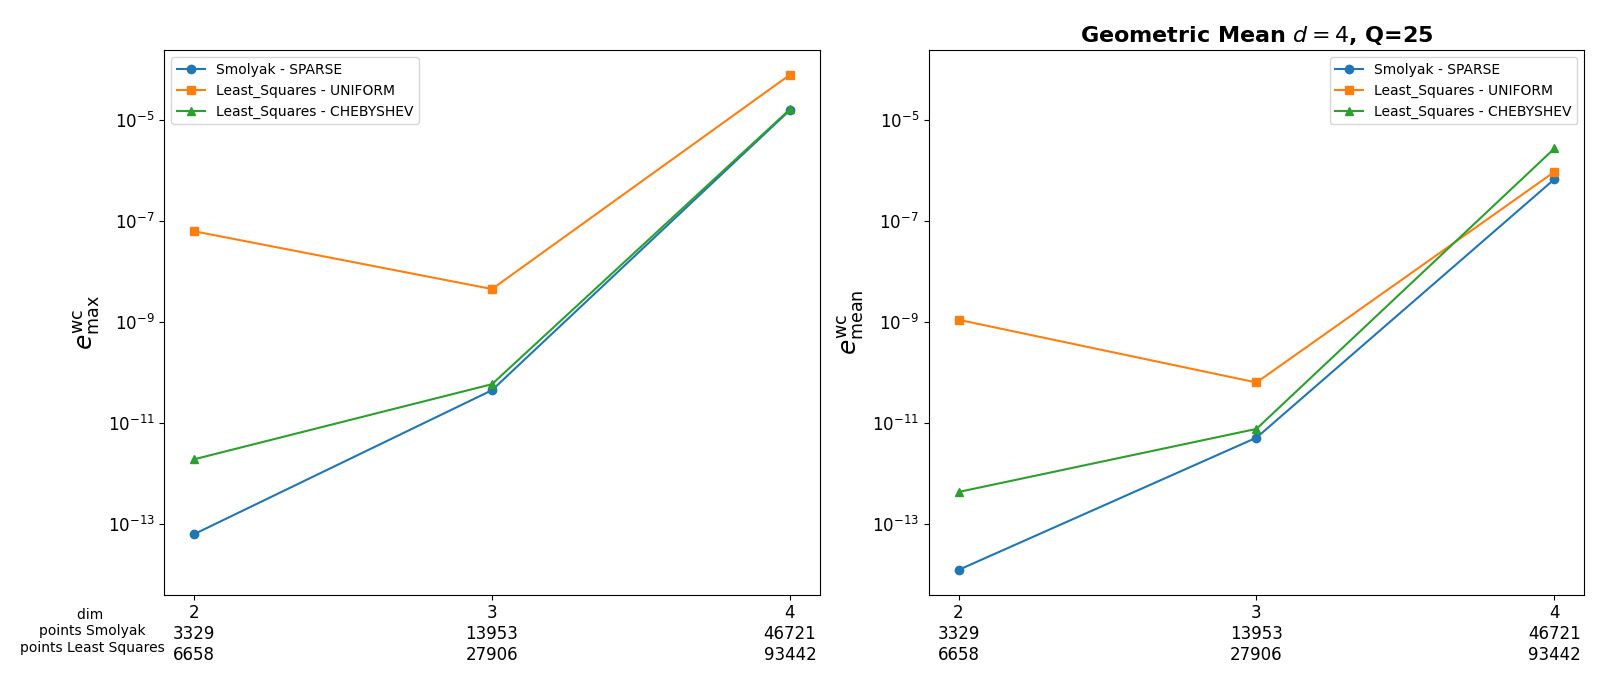 Geometric Mean d = 4, Q=25
Smolyak - SPARSE
Least_Squares - UNIFORM
Least_Squares - CHEBYSHEV
10^-5
10^-7
10^-9
10^-11
10^-13
e^wc_max
2 3 4
3329 13953 46721
6658 27906 93442
dim
points Smolyak
points Least Squares
Smolyak - SPARSE
Least_Squares - UNIFORM
Least_Squares - CHEBYSHEV
10^-5
10^-7
10^-9
10^-11
10^-13
e^wc_mean
2 3 4
3329 13953 46721
6658 27906 93442